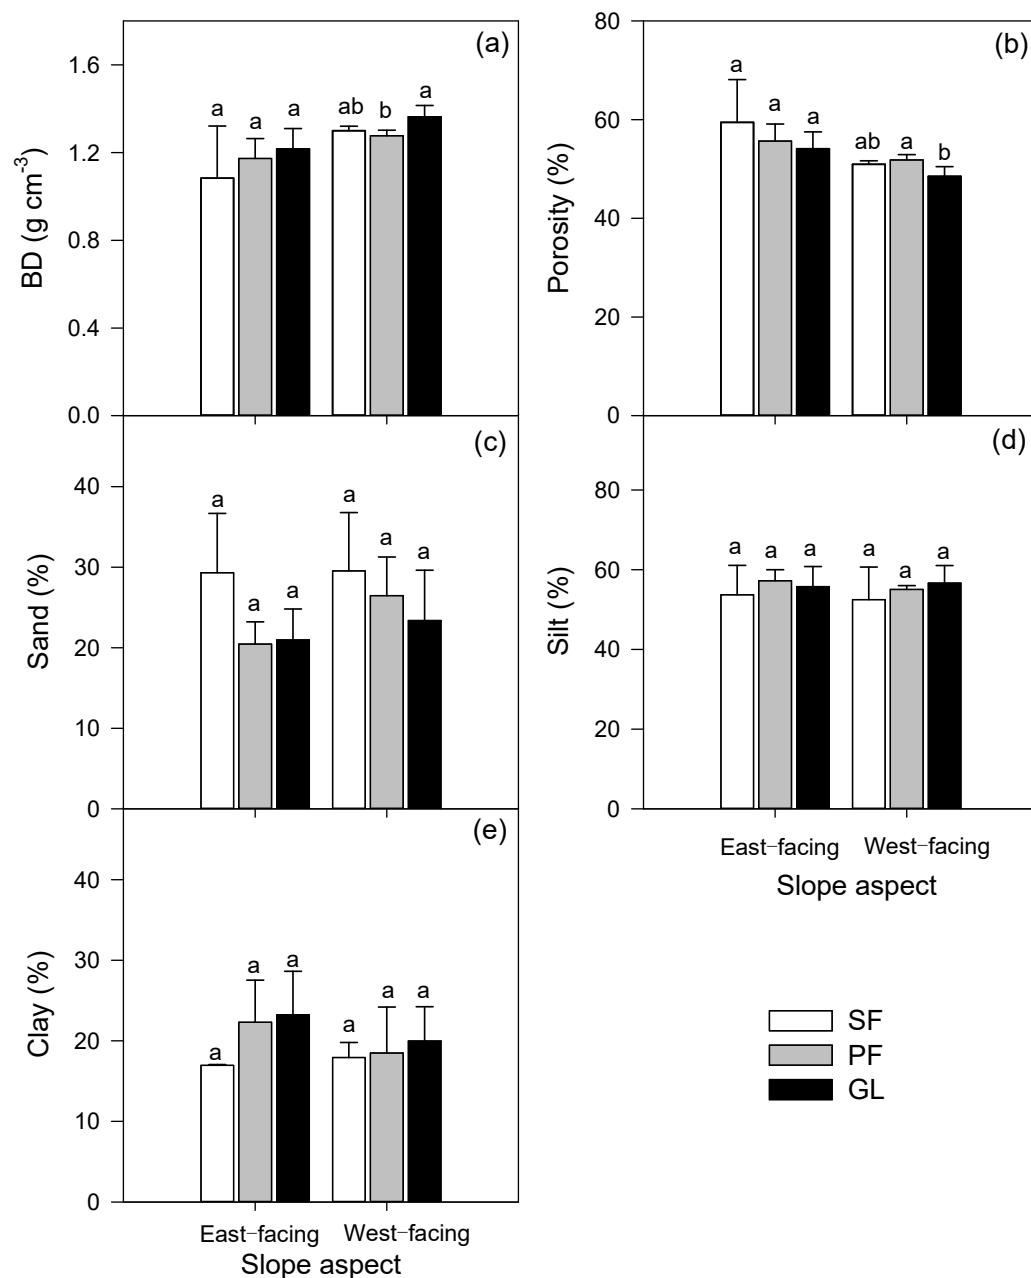 (a)
BD (g cm-3)
1.6
1.2
0.8
0.4
0.0
a
a
a
ab
b
a
(b)
Porosity (%)
80
60
40
20
0
a
a
a
ab
a
b
(c)
Sand (%)
40
30
20
10
0
a
a
a
a
a
a
(d)
Silt (%)
80
60
40
20
0
a
a
a
a
a
a
East–facing West–facing
Slope aspect
(e)
Clay (%)
40
30
20
10
0
a
a
a
a
a
a
East–facing West–facing
Slope aspect
SF
PF
GL